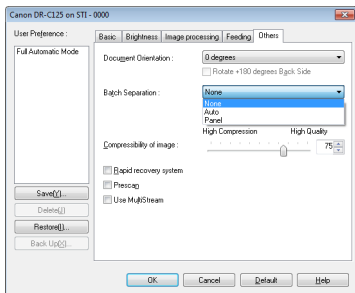 Canon DR-C125 on STI - 0000
User Preference :
Full Automatic Mode
Save(Y)...
Delete(J)
Restore(I)...
Back Up(X)...
Basic
Brightness
Image processing
Feeding
Others
Document Orientation :
0 degrees
Rotate +180 degrees Back Side
Batch Separation :
None
None
Auto
Panel
High Compression
High Quality
Compressibility of image :
75
Rapid recovery system
Prescan
Use MultiStream
OK
Cancel
Default
Help